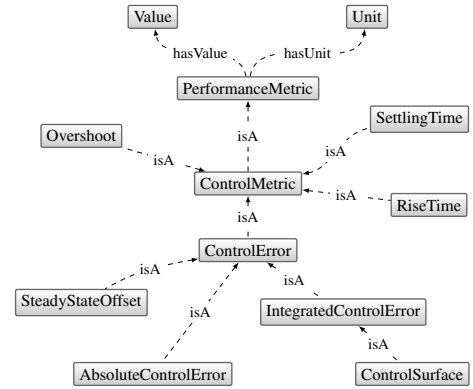 Value
Unit
hasValue
hasUnit
PerformanceMetric
SettlingTime
Overshoot
isA
isA
isA
ControlMetric
isA
RiseTime
isA
ControlError
isA
isA
SteadyStateOffset
IntegratedControlError
isA
isA
AbsoluteControlError
ControlSurface